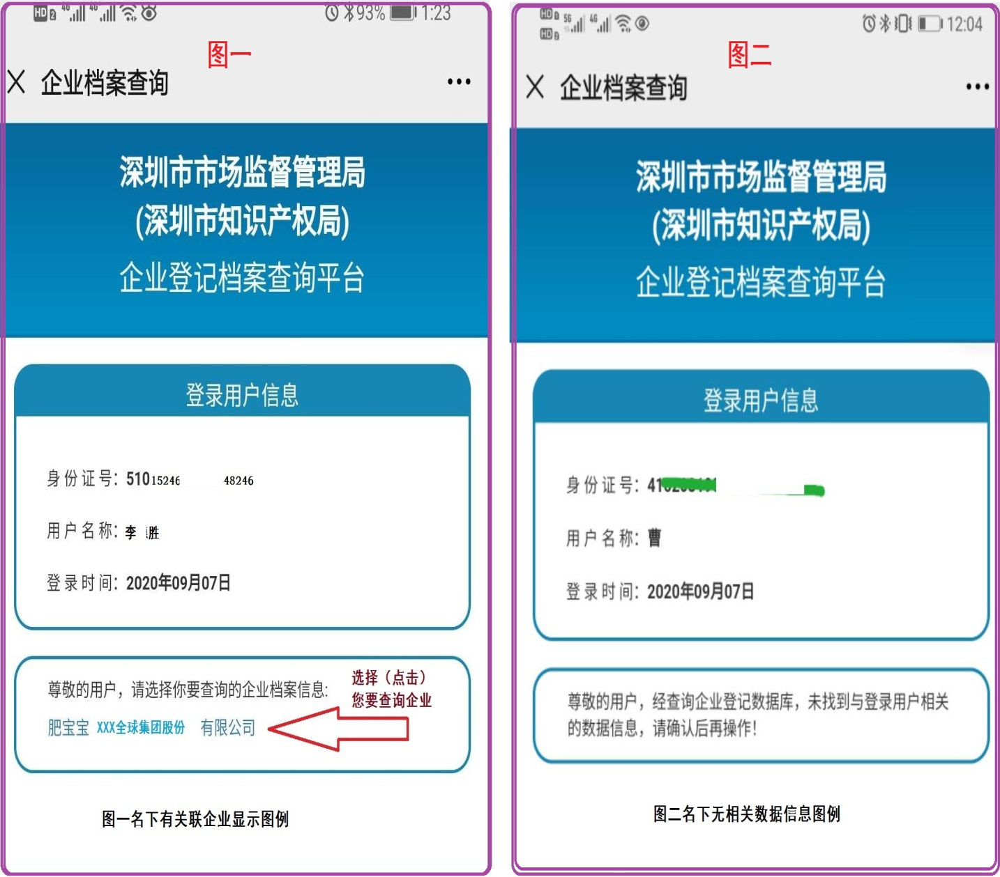 HD 2 4G 4G 93% 1:23
图一
企业档案查询
深圳市市场监督管理局
(深圳市知识产权局)
企业登记档案查询平台
登录用户信息
身份证号：51015246 48246
用户名称：李 胜
登录时间：2020年09月07日
选择（点击）
您要查询企业
尊敬的用户，请选择你要查询的企业档案信息:
肥宝宝 XXX全球集团股份 有限公司
图一名下有关联企业显示图例
HD 5G 4G 12:04
HD 2
图二
企业档案查询
深圳市市场监督管理局
(深圳市知识产权局)
企业登记档案查询平台
登录用户信息
身份证号：41
用户名称：曹
登录时间：2020年09月07日
尊敬的用户，经查询企业登记数据库，未找到与登录用户相关
的数据信息，请确认后再操作！
图二名下无相关数据信息图例